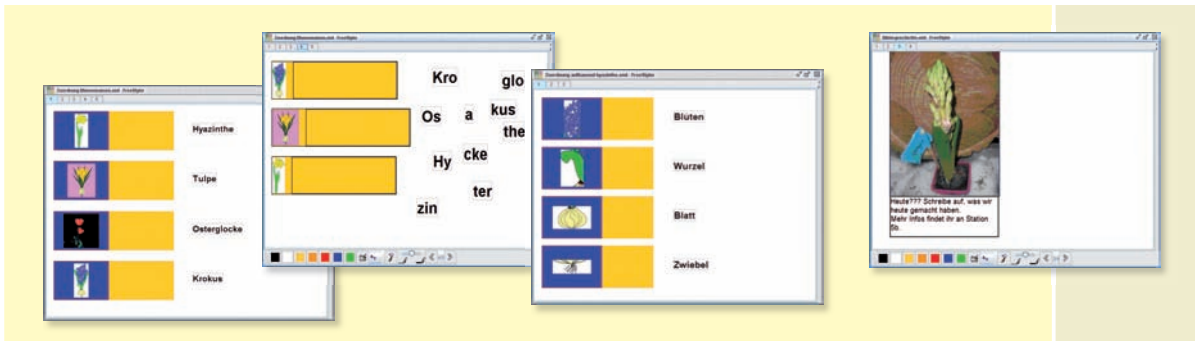 Hyazinthe
Tulpe
Osterglocke
Krokus
Kro
glo
Os
a
kus
the
Hy
cke
ter
zin
Blüten
Wurzel
Blatt
Zwiebel
Heute??? Schreibe auf, was wir
heute gemacht haben.
Mehr Infos findet ihr an Station
5b.